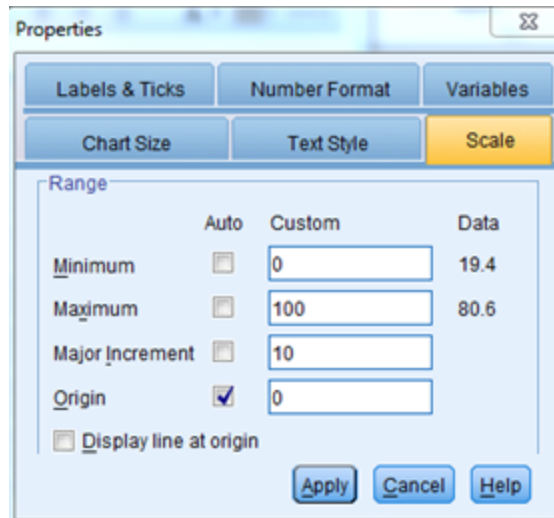 Properties
Labels & Ticks Number Format Variables
Chart Size Text Style Scale
Range
Auto Custom Data
Minimum 0 19.4
Maximum 100 80.6
Major Increment 10
Origin 0
Display line at origin
Apply Cancel Help